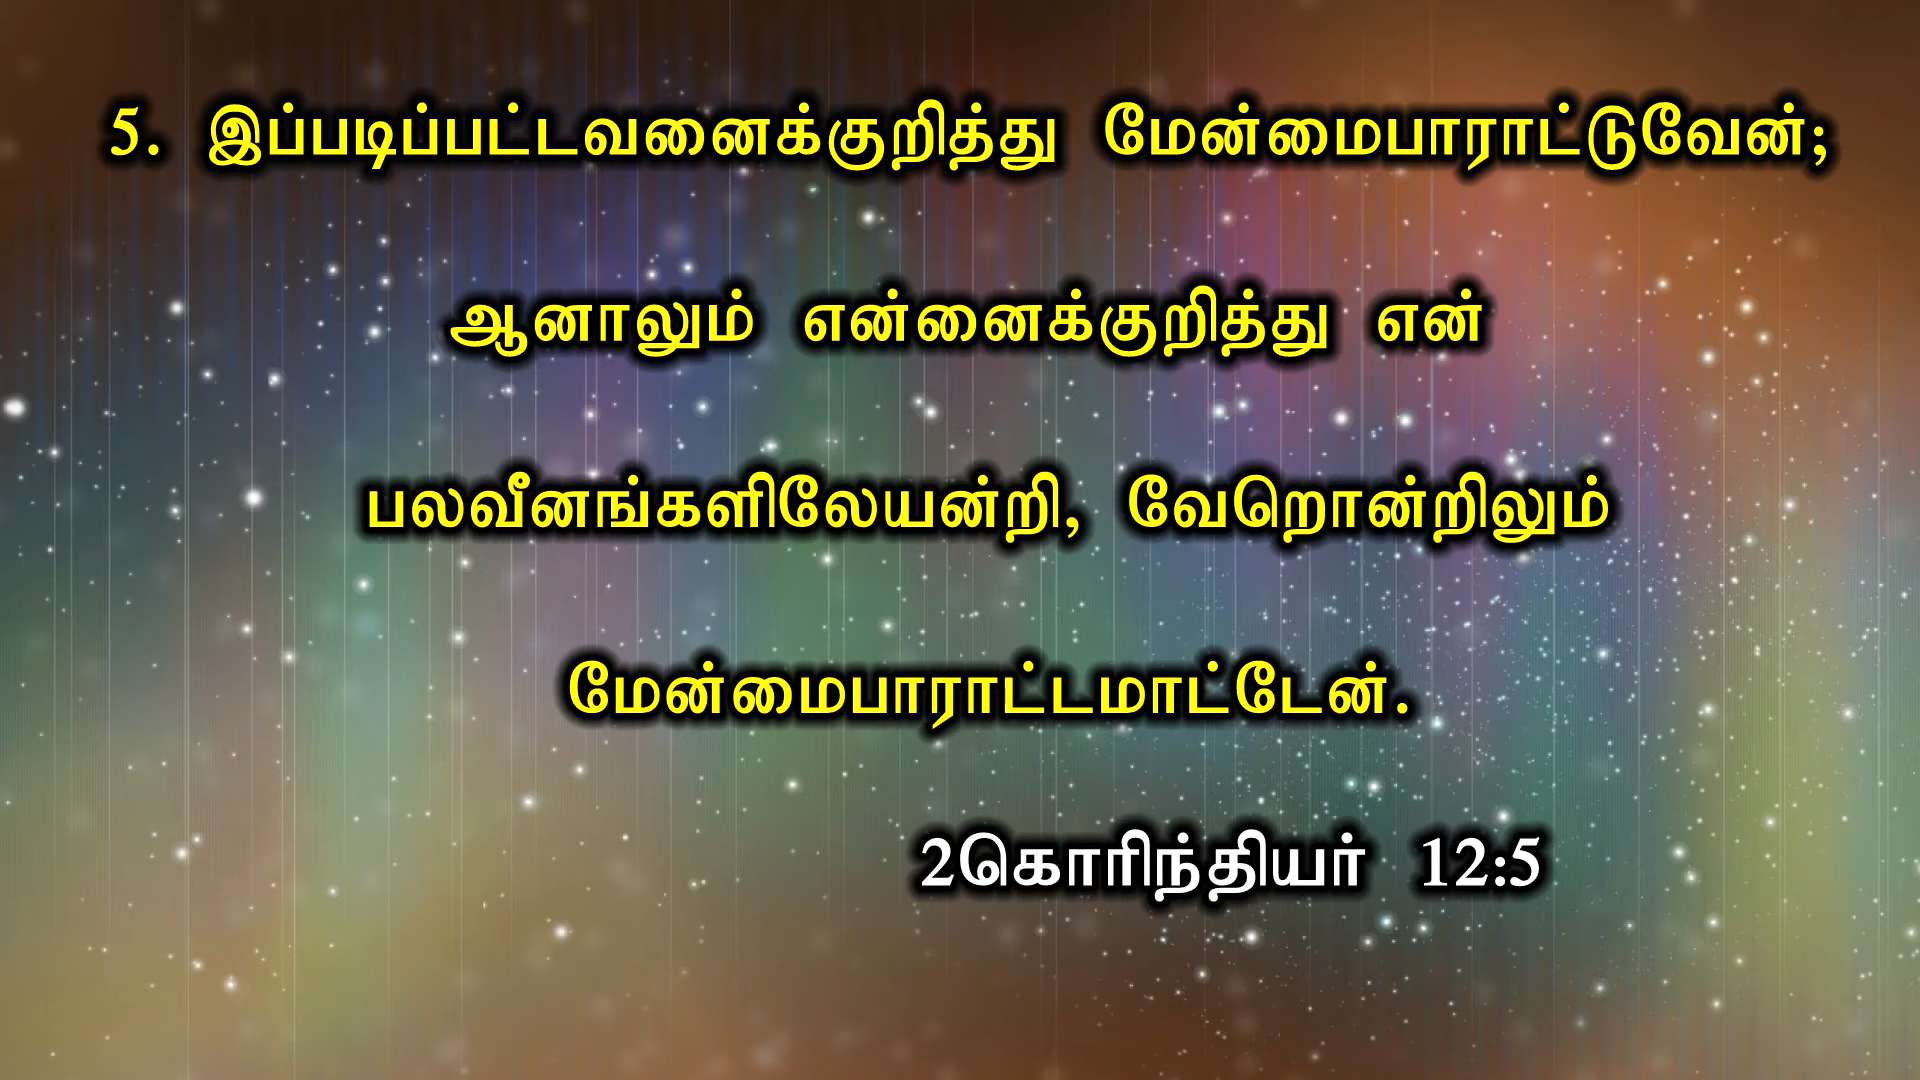 5. இப்படிப்பட்டவனைக்குறித்து மேன்மைபாராட்டுவேன்;
ஆனாலும் என்னைக்குறித்து என்
பலவீனங்களிலேயன்றி, வேறொன்றிலும்
மேன்மைபாராட்டமாட்டேன்.
2கொரிந்தியர் 12:5